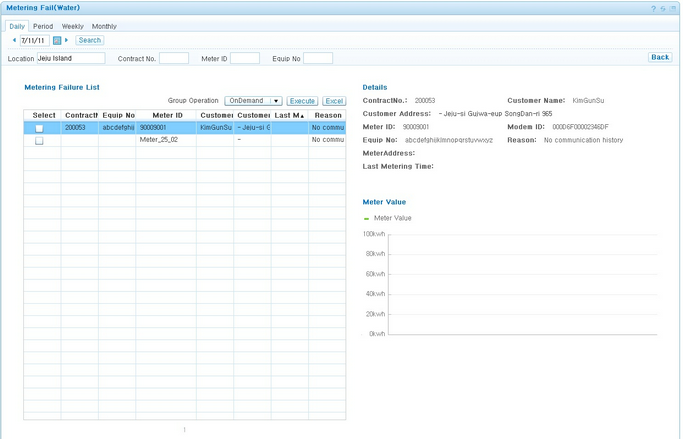 Metering Fail(Water)
Daily Period Weekly Monthly
7/11/11 Search
Location Jeju Island Contract No. Meter ID Equip No Back
Metering Failure List
Group Operation OnDemand Execute Excel
Select Contract Equip No Meter ID Customer Customer Last M Reason
200053 abcdefghi 90009001 KimGunSu - Jeju-si G No commu
Meter_25_02 - No commu
1
Details
ContractNo.: 200053 Customer Name: KimGunSu
Customer Address: - Jeju-si Gujwa-eup SongDan-ri 965
Meter ID: 90009001 Modem ID: 000D6F00002346DF
Equip No: abcdefghijklmnopqrstuvwxyz Reason: No communication history
MeterAddress:
Last Metering Time:
Meter Value
Meter Value
100kwh
80kwh
60kwh
40kwh
20kwh
0kwh